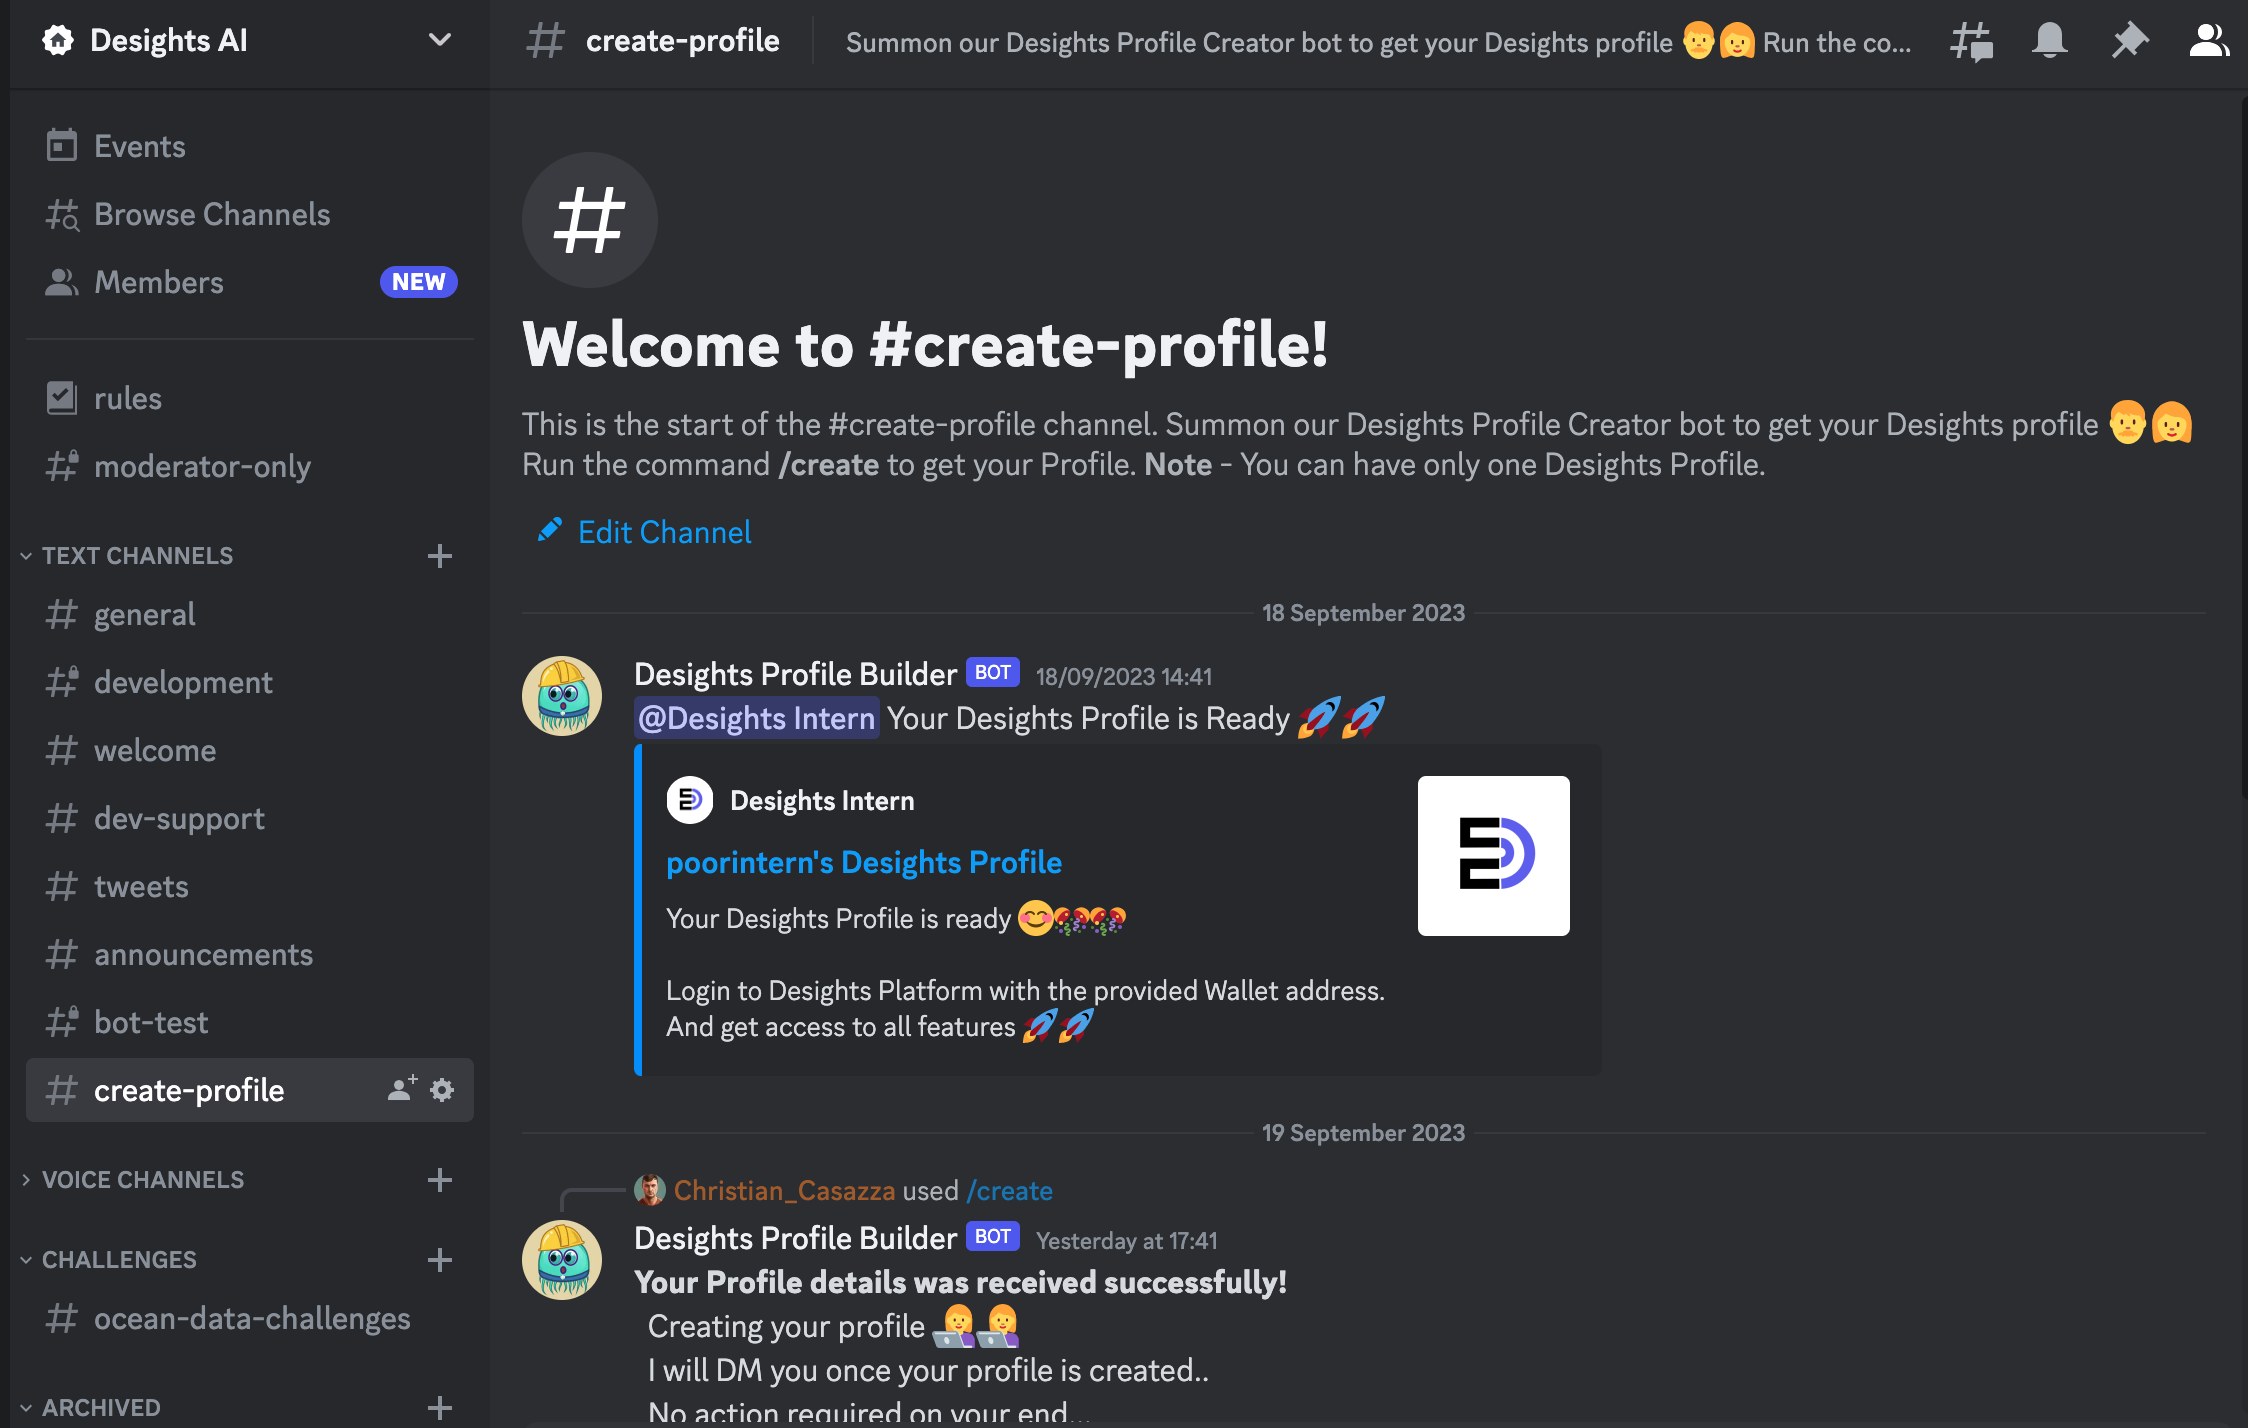 Desights AI
Events
Browse Channels
Members NEW
rules
moderator-only
TEXT CHANNELS
general
development
welcome
dev-support
tweets
announcements
bot-test
create-profile
VOICE CHANNELS
CHALLENGES
ocean-data-challenges
ARCHIVED
create-profile
Summon our Desights Profile Creator bot to get your Desights profile 👨👩 Run the co...
Welcome to #create-profile!
This is the start of the #create-profile channel. Summon our Desights Profile Creator bot to get your Desights profile 👨👩
Run the command /create to get your Profile. Note - You can have only one Desights Profile.
Edit Channel
18 September 2023
Desights Profile Builder BOT 18/09/2023 14:41
@Desights Intern Your Desights Profile is Ready 🚀🚀
Desights Intern
poorintern's Desights Profile
Your Desights Profile is ready 😊🎊🎊
Login to Desights Platform with the provided Wallet address.
And get access to all features 🚀🚀
19 September 2023
Christian_Casazza used /create
Desights Profile Builder BOT Yesterday at 17:41
Your Profile details was received successfully!
Creating your profile 👩‍💻👩‍💻
I will DM you once your profile is created..
No action required on your end...